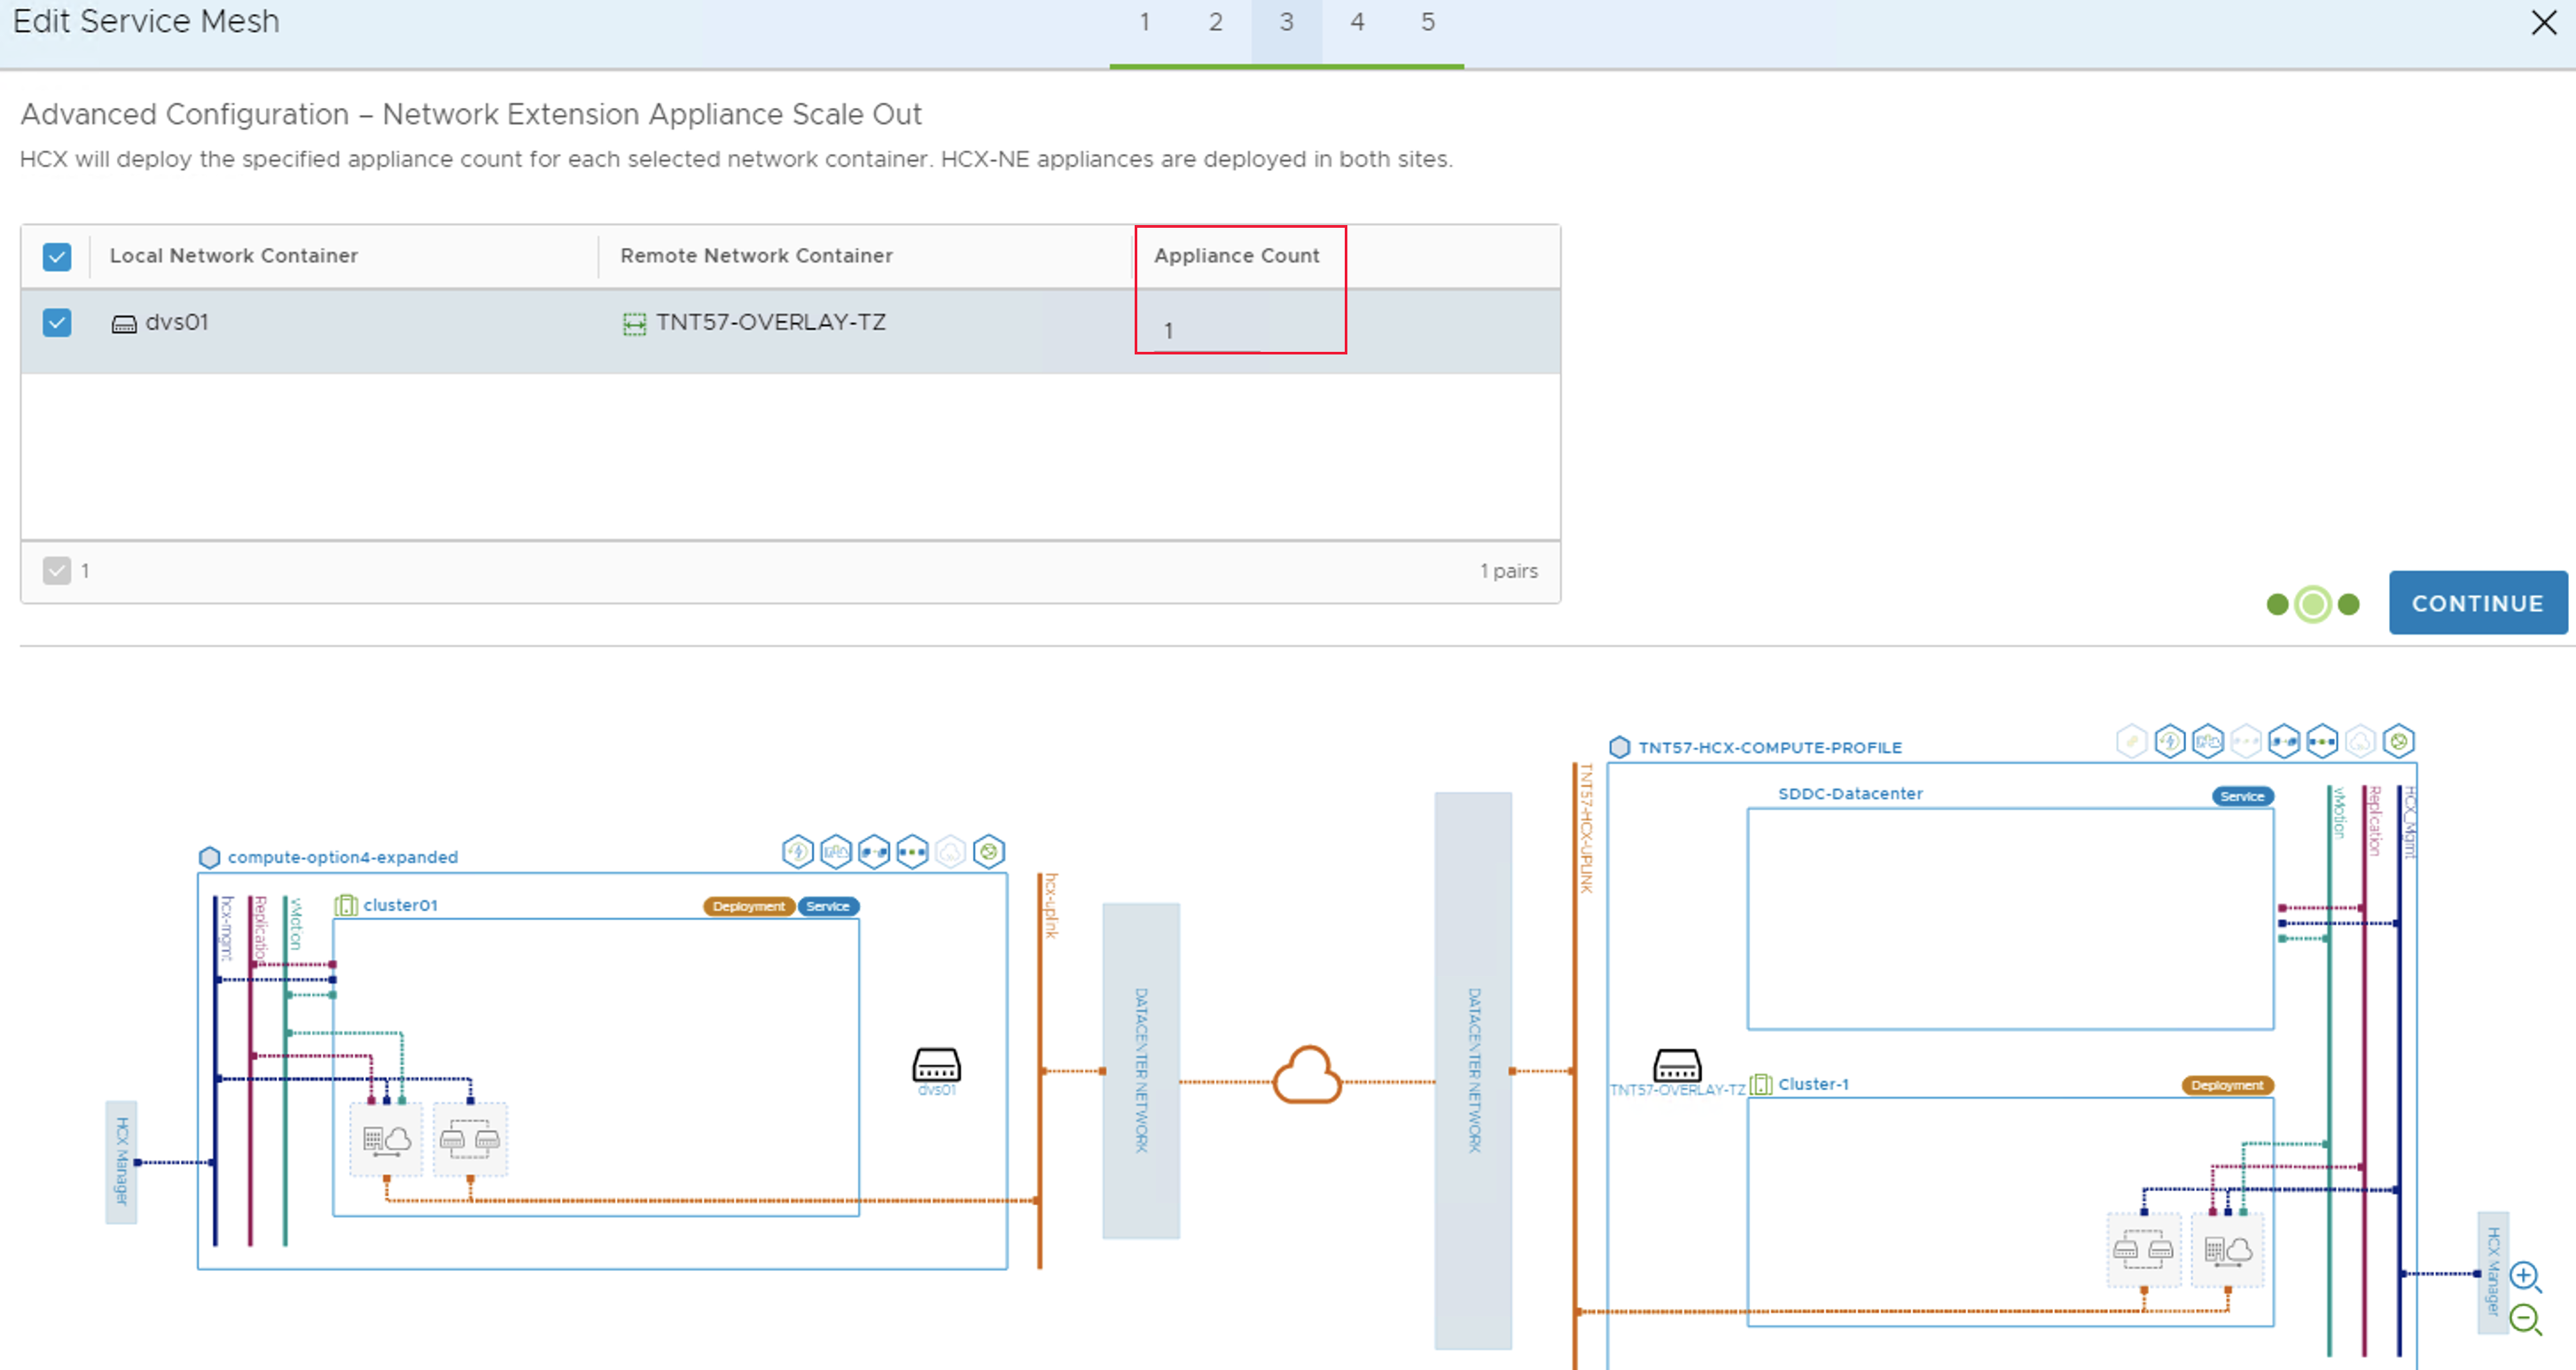 Edit Service Mesh
1 2 3 4 5
Advanced Configuration – Network Extension Appliance Scale Out
HCX will deploy the specified appliance count for each selected network container. HCX-NE appliances are deployed in both sites.
Local Network Container Remote Network Container Appliance Count
dvs01 TNT57-OVERLAY-TZ 1
1 1 pairs
CONTINUE
compute-option4-expanded
hcx-mgmt
Replication
vMotion
cluster01
Deployment Service
dvs01
HCX Manager
hcx-uplink
DATACENTER NETWORK
DATACENTER NETWORK
TNT57-HCX-UPLINK
TNT57-HCX-COMPUTE-PROFILE
SDDC-Datacenter
Service
vMotion
Replication
HCX_Mgmt
TNT57-OVERLAY-TZ
Cluster-1
Deployment
HCX Manager